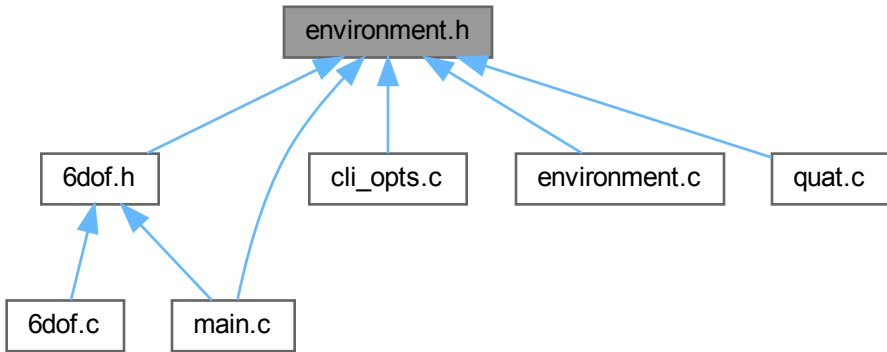 environment.h
6dof.h
cli_opts.c
environment.c
quat.c
6dof.c
main.c